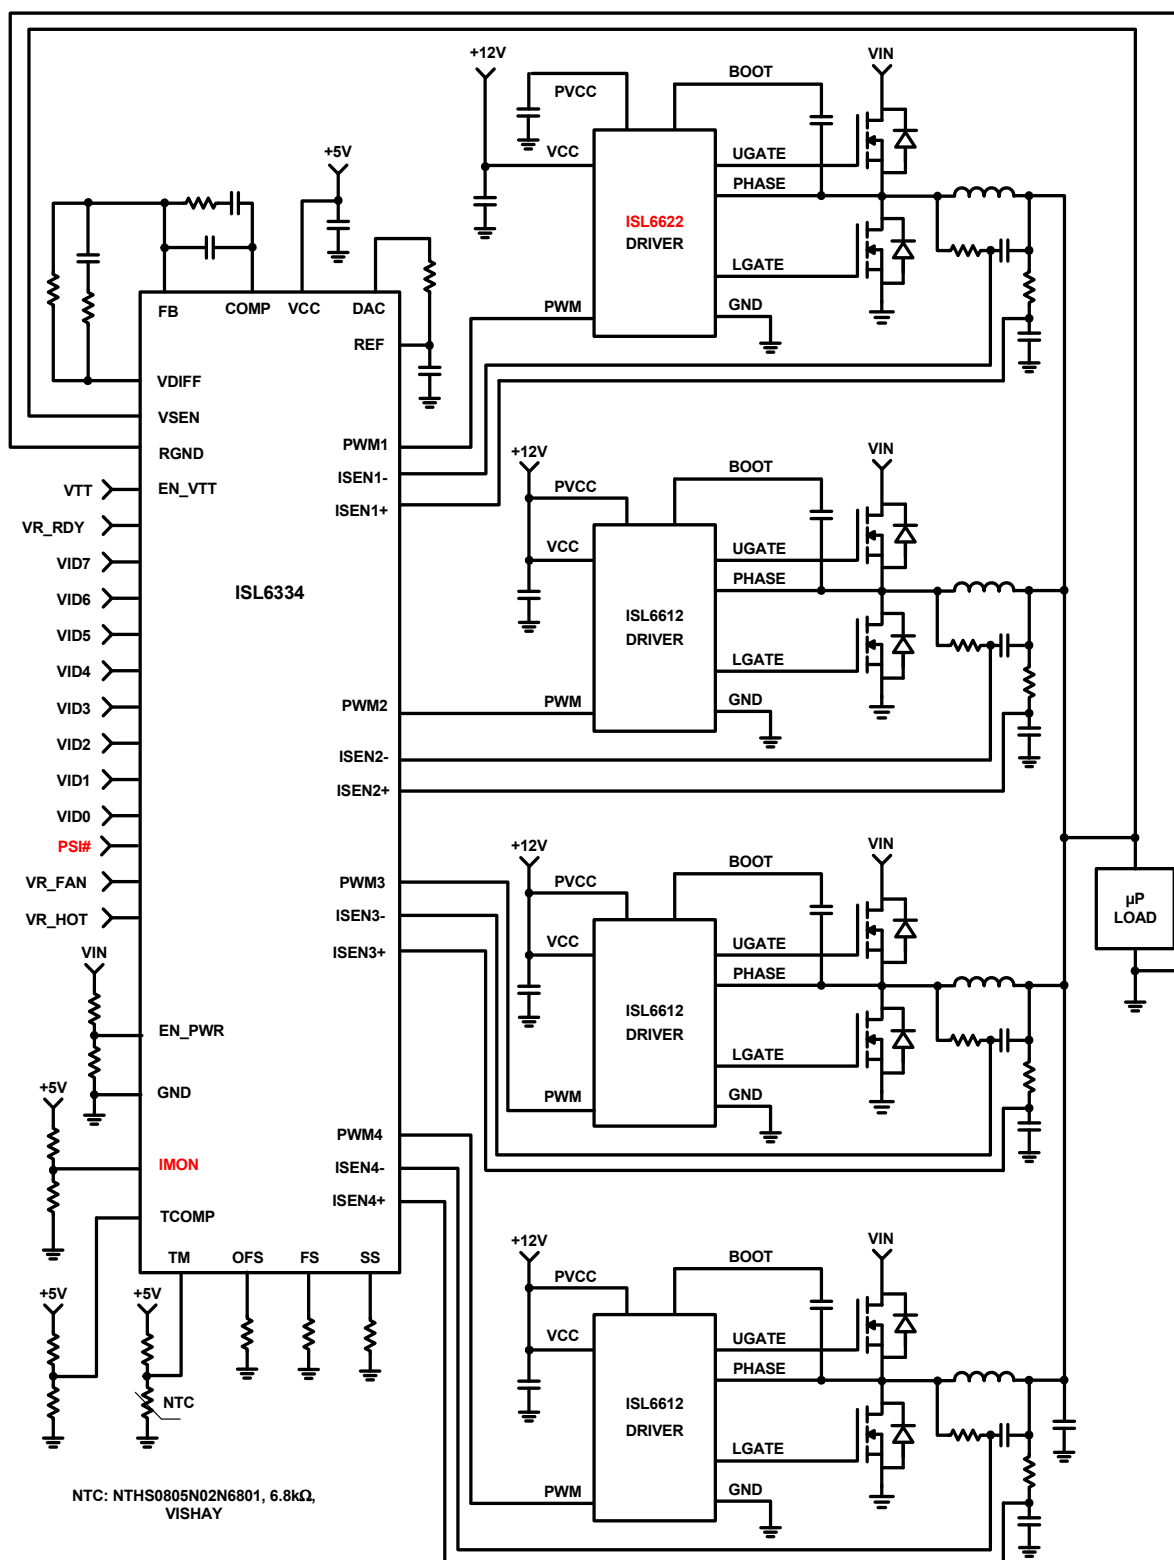 +12V
PVCC
BOOT
VIN
VCC
UGATE
PHASE
ISL6622
DRIVER
LGATE
PWM
GND
+5V
FB
COMP
VCC
DAC
REF
VDIFF
VSEN
RGND
EN_VTT
VTT
VR_RDY
VID7
VID6
VID5
VID4
VID3
VID2
VID1
VID0
PSI#
VR_FAN
VR_HOT
VIN
EN_PWR
GND
+5V
IMON
TCOMP
TM
OFS
FS
SS
ISL6334
PWM1
ISEN1-
ISEN1+
PWM2
ISEN2-
ISEN2+
PWM3
ISEN3-
ISEN3+
PWM4
ISEN4-
ISEN4+
+12V
PVCC
BOOT
VIN
VCC
UGATE
PHASE
ISL6612
DRIVER
LGATE
PWM
GND
+12V
PVCC
BOOT
VIN
VCC
UGATE
PHASE
ISL6612
DRIVER
LGATE
PWM
GND
µP
LOAD
+12V
PVCC
BOOT
VIN
VCC
UGATE
PHASE
ISL6612
DRIVER
LGATE
PWM
GND
+5V
+5V
NTC
NTC: NTHS0805N02N6801, 6.8kΩ,
VISHAY